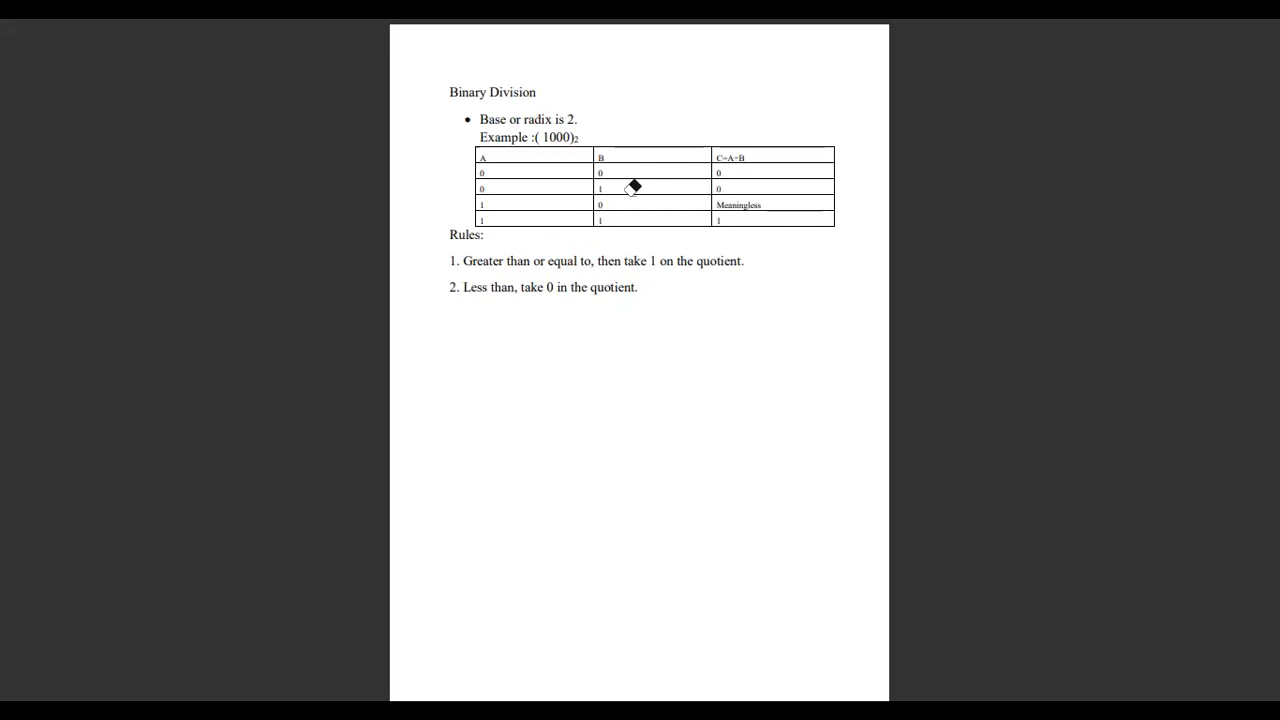 Binary Division
• Base or radix is 2.
Example :( 1000)₂
A B C=A÷B
0 0 0
0 1 0
1 0 Meaningless
1 1 1
Rules:
1. Greater than or equal to, then take 1 on the quotient.
2. Less than, take 0 in the quotient.